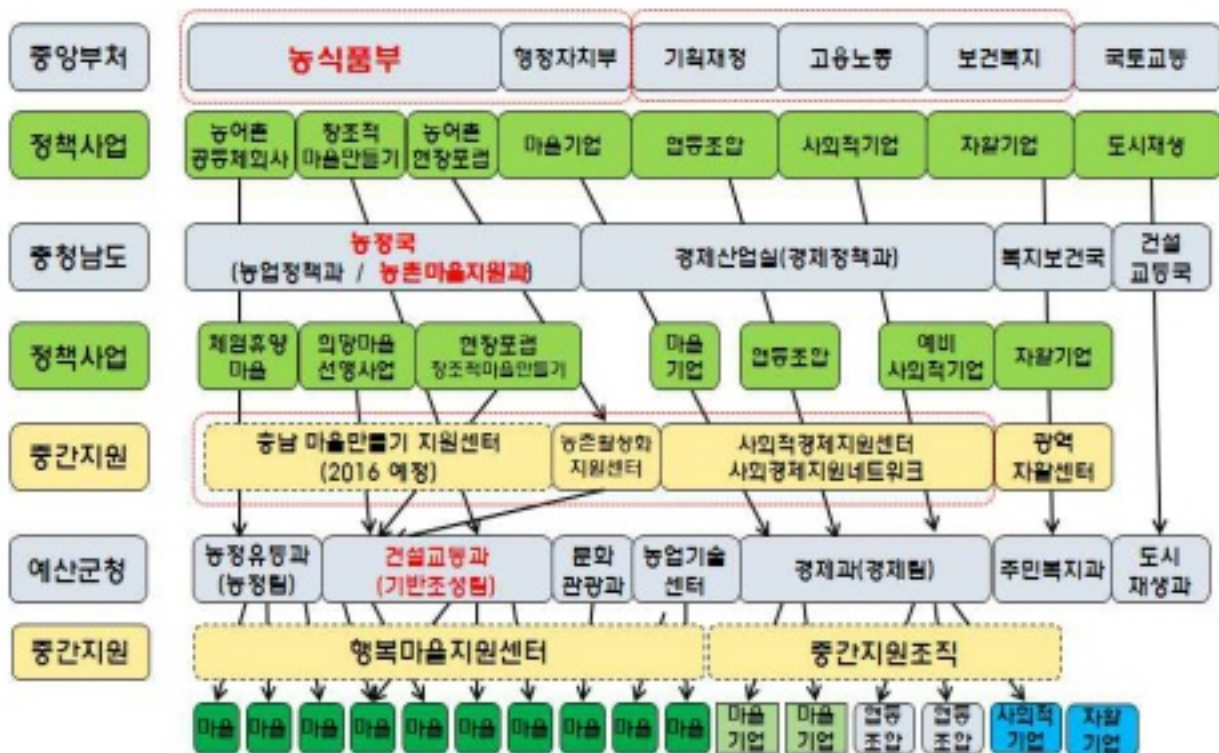 중앙부처
농식품부
행정자치부
기획재정
고용노동
보건복지
국토교통
정책사업
농어촌
공동체회사
창조적
마을만들기
농어촌
현장포럼
마을기업
협동조합
사회적기업
자활기업
도시재생
충청남도
농정국
(농업정책과 / 농촌마을지원과)
경제산업실(경제정책과)
복지보건국
건설
교통국
정책사업
체험휴양
마을
희망마을
선행사업
현장포럼
창조적마을만들기
마을
기업
협동조합
예비
사회적기업
자활기업
중간지원
충남 마을만들기 지원센터
(2016 예정)
농촌활성화
지원센터
사회적경제지원센터
사회경제지원네트워크
광역
자활센터
예산군청
농정유통과
(농정팀)
건설교통과
(기반조성팀)
문화
관광과
농업기술
센터
경제과(경제팀)
주민복지과
도시
재생과
중간지원
행복마을지원센터
중간지원조직
마을
마을
마을
마을
마을
마을
마을
마을
마을
마을
마을
기업
마을
기업
협동
조합
협동
조합
사회적
기업
자활
기업